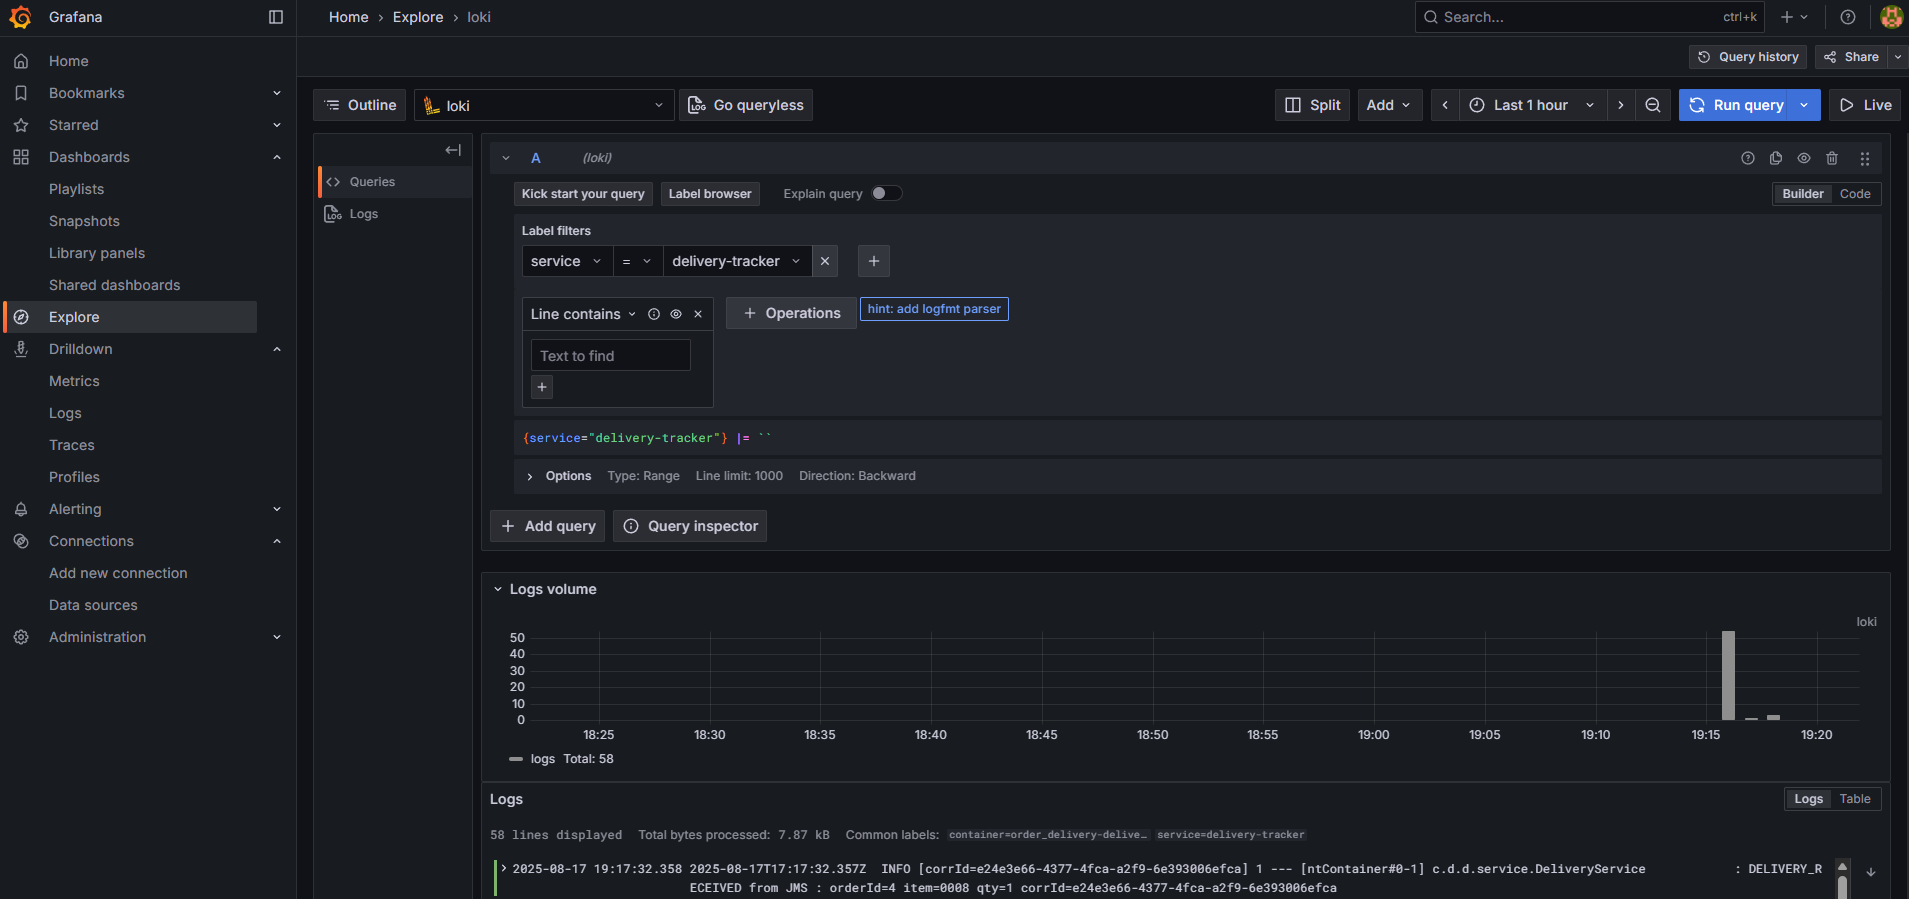 Grafana
Home › Explore › loki
Search...
ctrl+k
Query history
Share
Home
Bookmarks
Starred
Dashboards
Playlists
Snapshots
Library panels
Shared dashboards
Explore
Drilldown
Metrics
Logs
Traces
Profiles
Alerting
Connections
Add new connection
Data sources
Administration
Outline
loki
Go queryless
Split
Add
Last 1 hour
Run query
Live
Queries
Logs
A (loki)
Kick start your query
Label browser
Explain query
Builder
Code
Label filters
service
=
delivery-tracker
Line contains
Operations
hint: add logfmt parser
Text to find
{service="delivery-tracker"} |= ``
Options Type: Range Line limit: 1000 Direction: Backward
Add query
Query inspector
Logs volume
loki
50
40
30
20
10
0
18:25 18:30 18:35 18:40 18:45 18:50 18:55 19:00 19:05 19:10 19:15 19:20
logs Total: 58
Logs
Logs
Table
58 lines displayed Total bytes processed: 7.87 kB Common labels: container=order_delivery-delive… service=delivery-tracker
2025-08-17 19:17:32.358 2025-08-17T17:17:32.357Z INFO [corrId=e24e3e66-4377-4fca-a2f9-6e393006efca] 1 --- [ntContainer#0-1] c.d.d.service.DeliveryService : DELIVERY_R
ECEIVED from JMS : orderId=4 item=0008 qty=1 corrId=e24e3e66-4377-4fca-a2f9-6e393006efca